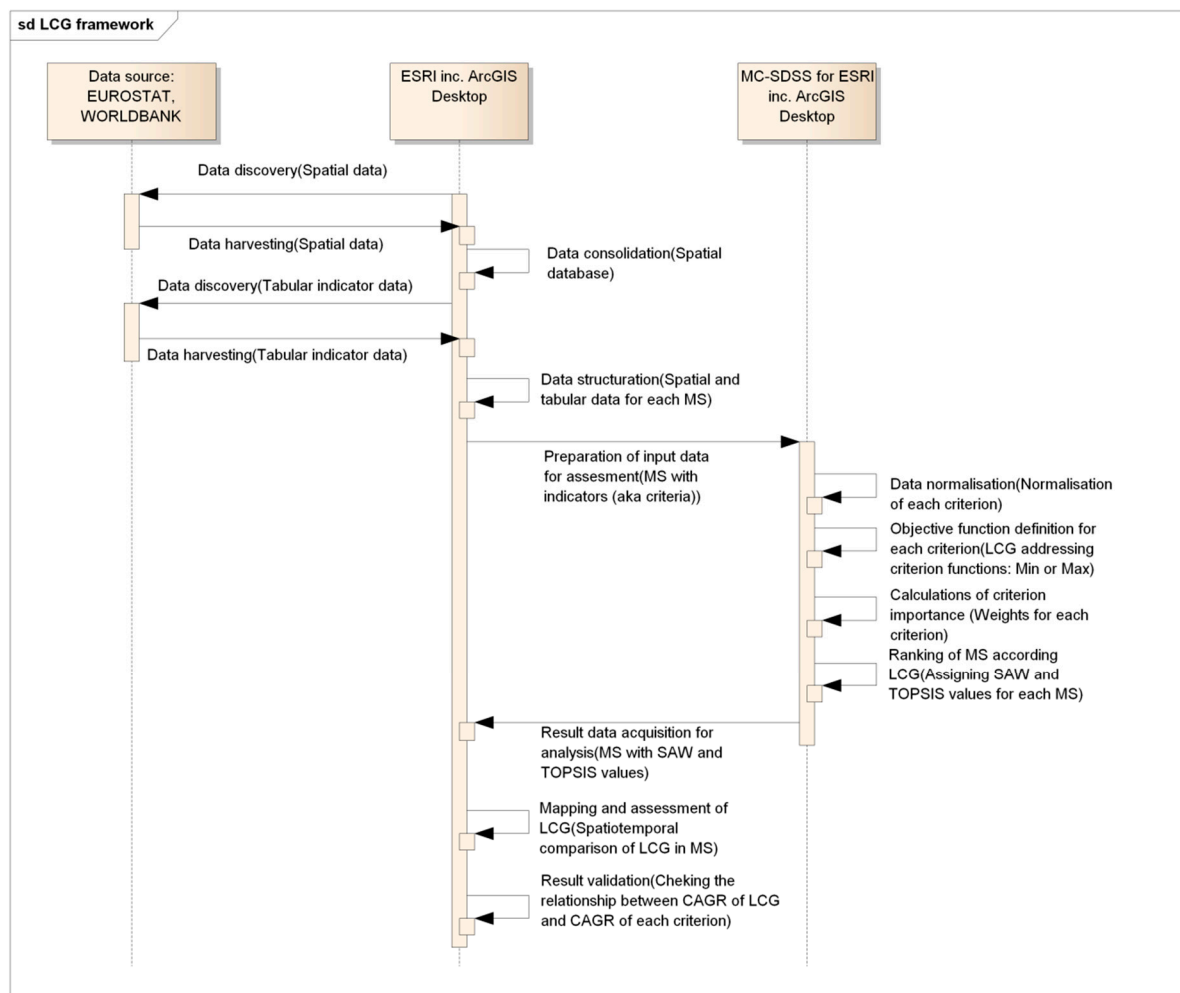 sd LCG framework
Data source:
EUROSTAT,
WORLDBANK
ESRI inc. ArcGIS
Desktop
MC-SDSS for ESRI
inc. ArcGIS
Desktop
Data discovery(Spatial data)
Data harvesting(Spatial data)
Data consolidation(Spatial
database)
Data discovery(Tabular indicator data)
Data harvesting(Tabular indicator data)
Data structuration(Spatial and
tabular data for each MS)
Preparation of input data
for assesment(MS with
indicators (aka criteria))
Data normalisation(Normalisation
of each criterion)
Objective function definition for
each criterion(LCG addressing
criterion functions: Min or Max)
Calculations of criterion
importance (Weights for each
criterion)
Ranking of MS according
LCG(Assigning SAW and
TOPSIS values for each MS)
Result data acquisition for
analysis(MS with SAW and
TOPSIS values)
Mapping and assessment of
LCG(Spatiotemporal
comparison of LCG in MS)
Result validation(Cheking the
relationship between CAGR of LCG
and CAGR of each criterion)